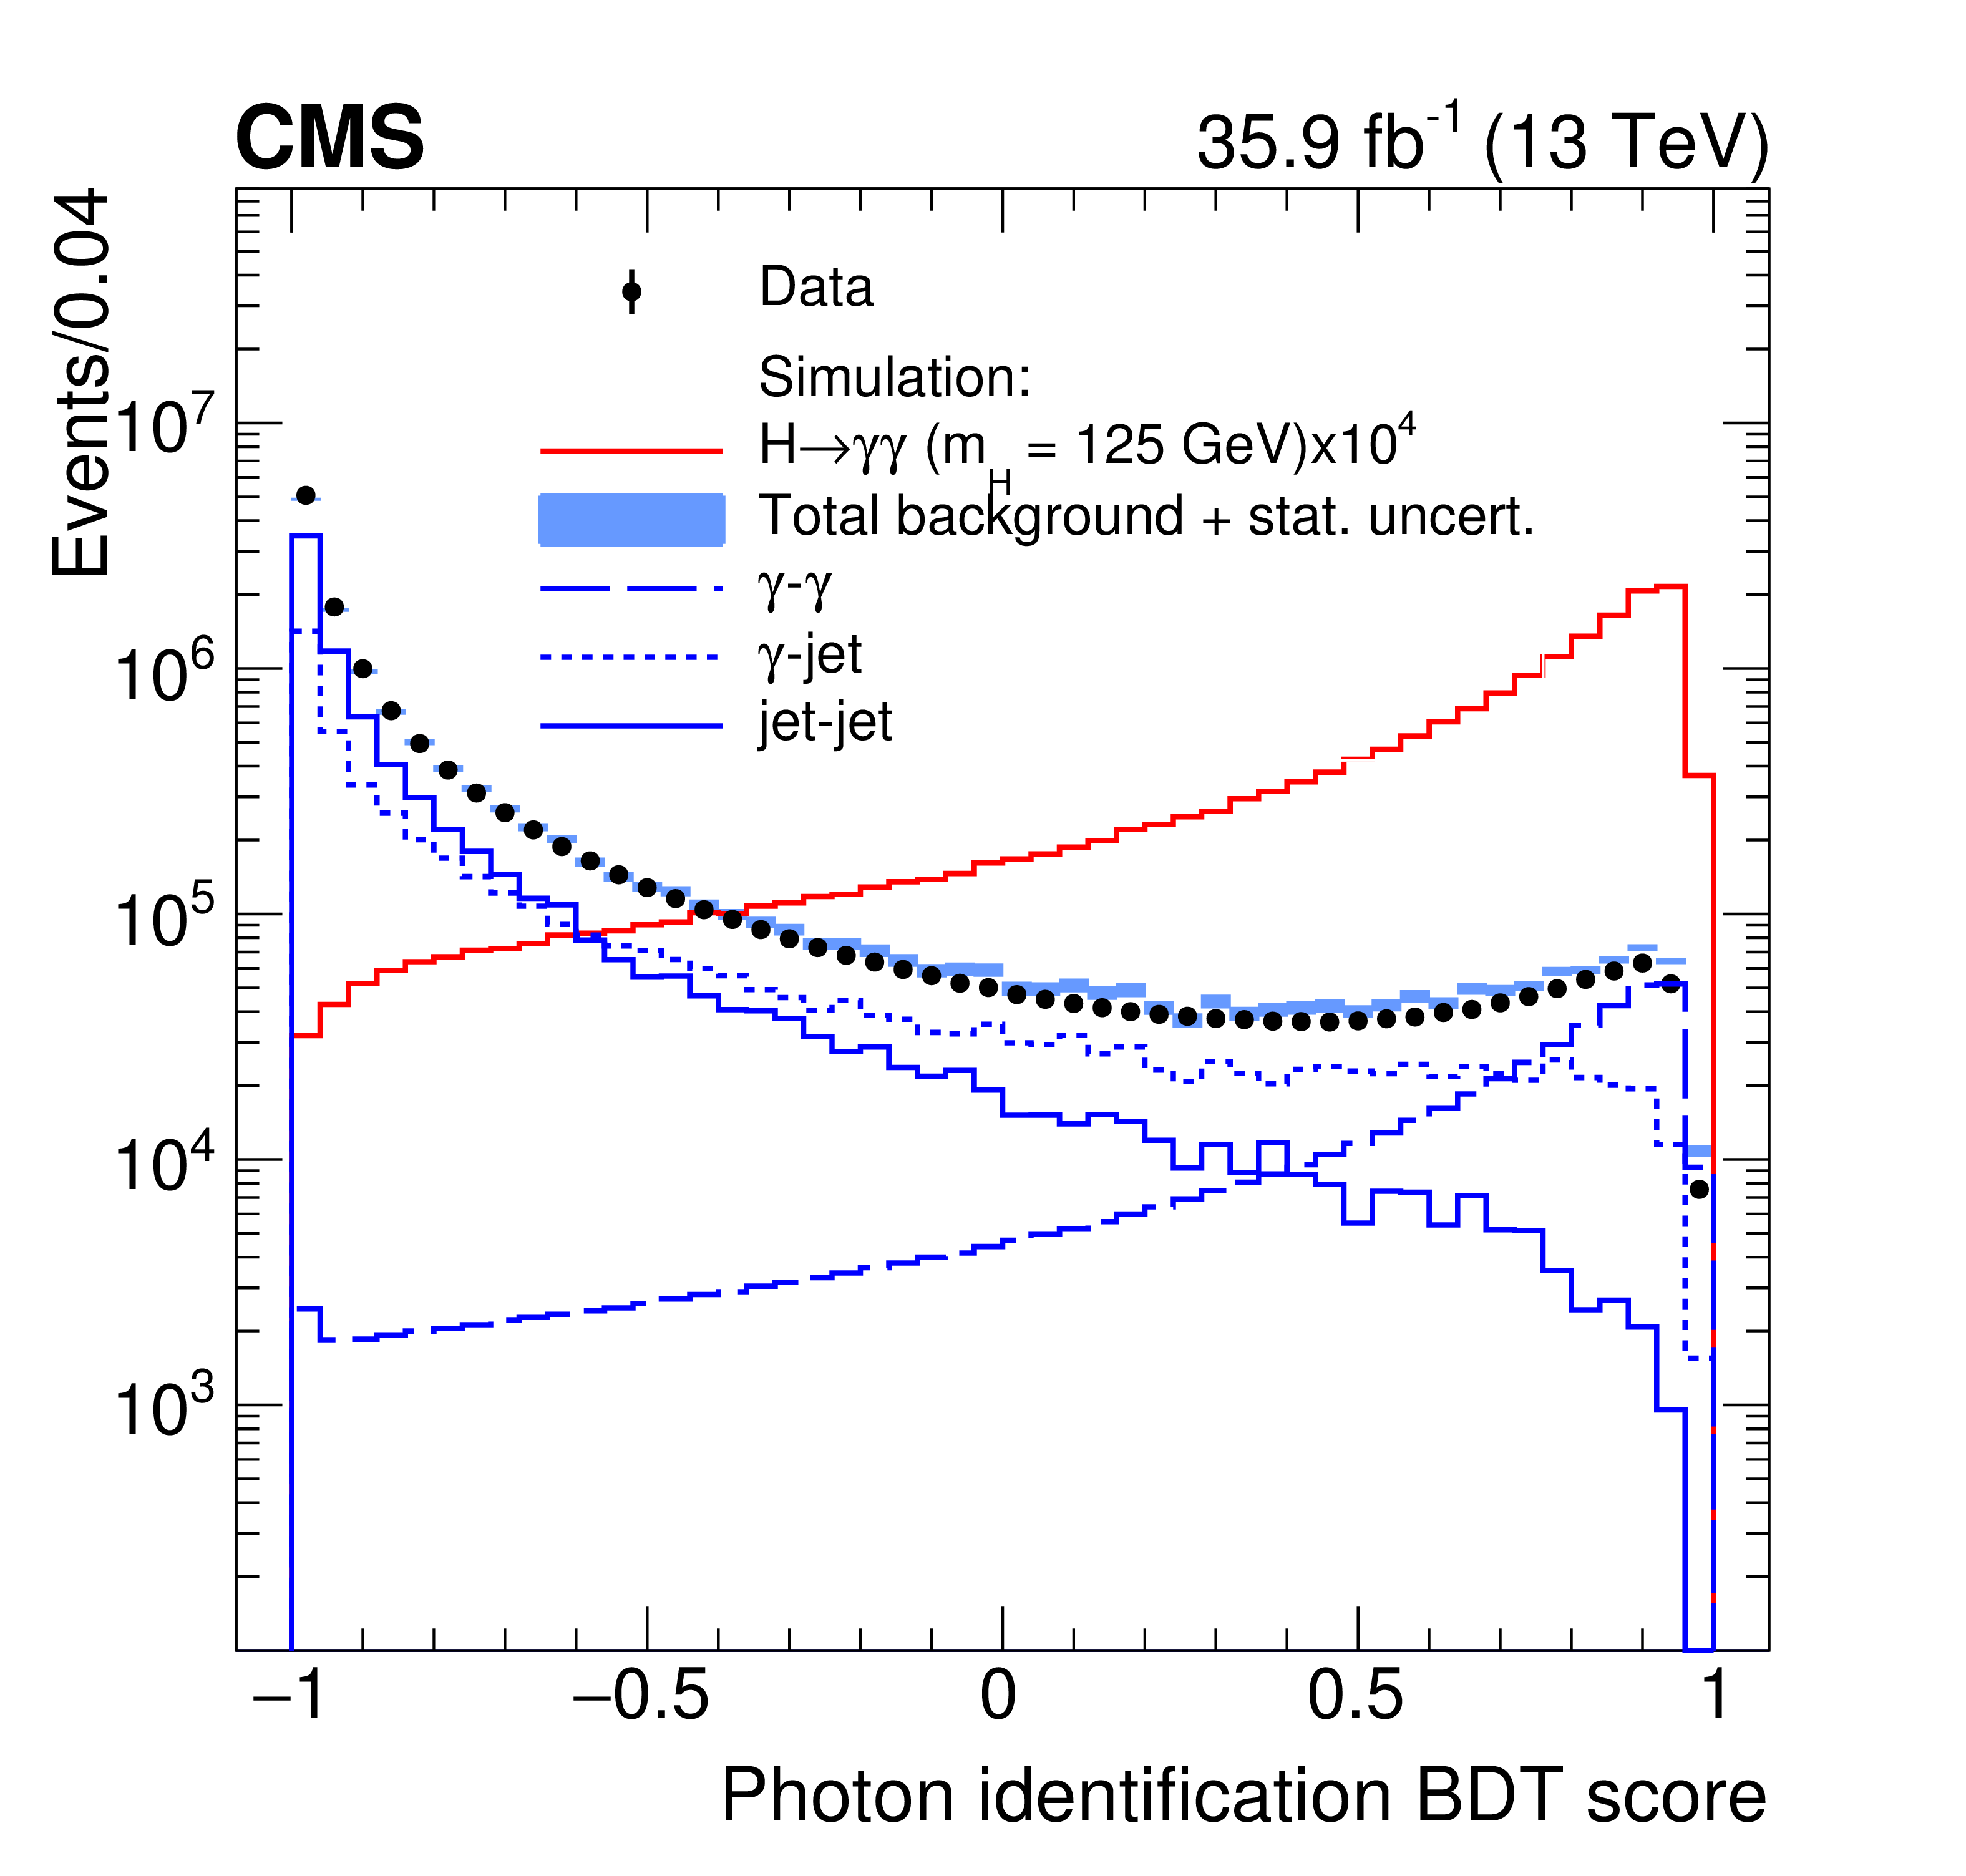 CMS 35.9 fb⁻¹ (13 TeV)
Events/0.04
Data
Simulation:
H→γγ (m_H = 125 GeV)x10⁴
Total background + stat. uncert.
γ-γ
γ-jet
jet-jet
10⁷
10⁶
10⁵
10⁴
10³
−1 −0.5 0 0.5 1
Photon identification BDT score